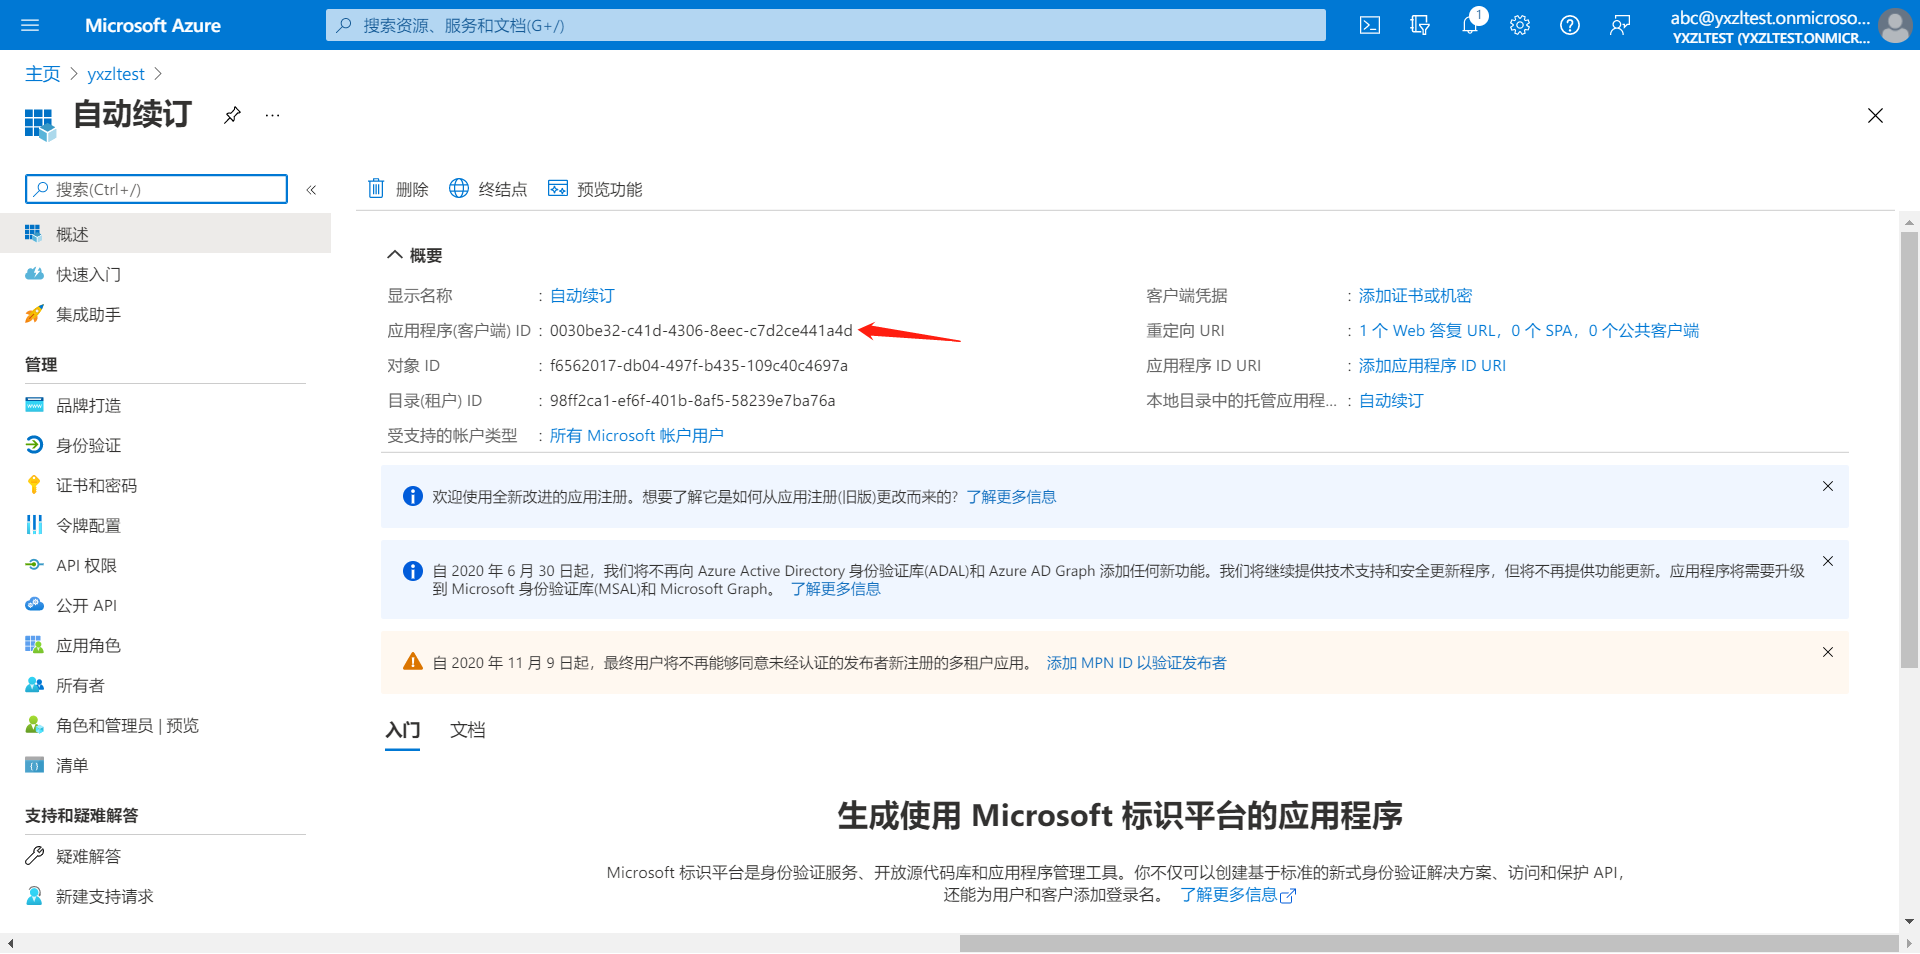 Microsoft Azure
搜索资源、服务和文档(G+/)
1
abc@yxzltest.onmicroso...
YXZLTEST (YXZLTEST.ONMICR...
主页 > yxzltest >
自动续订
...
搜索(Ctrl+/)
«
删除
终结点
预览功能
概述
快速入门
集成助手
管理
品牌打造
身份验证
证书和密码
令牌配置
API 权限
公开 API
应用角色
所有者
角色和管理员 | 预览
清单
支持和疑难解答
疑难解答
新建支持请求
概要
显示名称 : 自动续订
应用程序(客户端) ID : 0030be32-c41d-4306-8eec-c7d2ce441a4d
对象 ID : f6562017-db04-497f-b435-109c40c4697a
目录(租户) ID : 98ff2ca1-ef6f-401b-8af5-58239e7ba76a
受支持的帐户类型 : 所有 Microsoft 帐户用户
客户端凭据 : 添加证书或机密
重定向 URI : 1 个 Web 答复 URL，0 个 SPA，0 个公共客户端
应用程序 ID URI : 添加应用程序 ID URI
本地目录中的托管应用程... : 自动续订
欢迎使用全新改进的应用注册。想要了解它是如何从应用注册(旧版)更改而来的? 了解更多信息
自 2020 年 6 月 30 日起，我们将不再向 Azure Active Directory 身份验证库(ADAL)和 Azure AD Graph 添加任何新功能。我们将继续提供技术支持和安全更新程序，但将不再提供功能更新。应用程序将需要升级
到 Microsoft 身份验证库(MSAL)和 Microsoft Graph。 了解更多信息
自 2020 年 11 月 9 日起，最终用户将不再能够同意未经认证的发布者新注册的多租户应用。 添加 MPN ID 以验证发布者
入门
文档
生成使用 Microsoft 标识平台的应用程序
Microsoft 标识平台是身份验证服务、开放源代码库和应用程序管理工具。你不仅可以创建基于标准的新式身份验证解决方案、访问和保护 API，
还能为用户和客户添加登录名。 了解更多信息